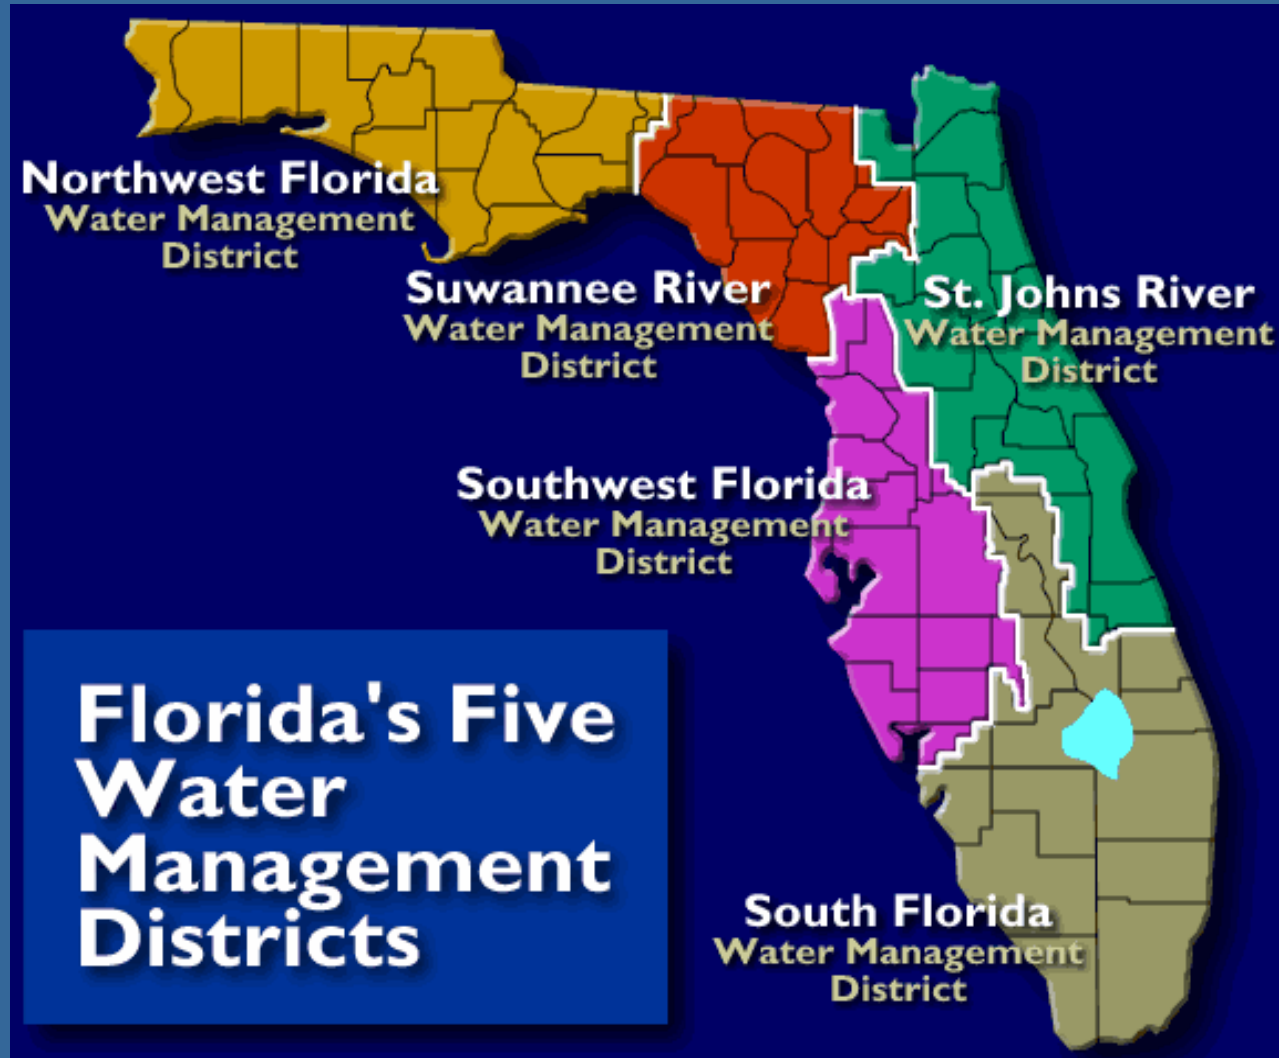 Northwest Florida
Water Management
District
Suwannee River
Water Management
District
St. Johns River
Water Management
District
Southwest Florida
Water Management
District
Florida's Five
Water
Management
Districts
South Florida
Water Management
District